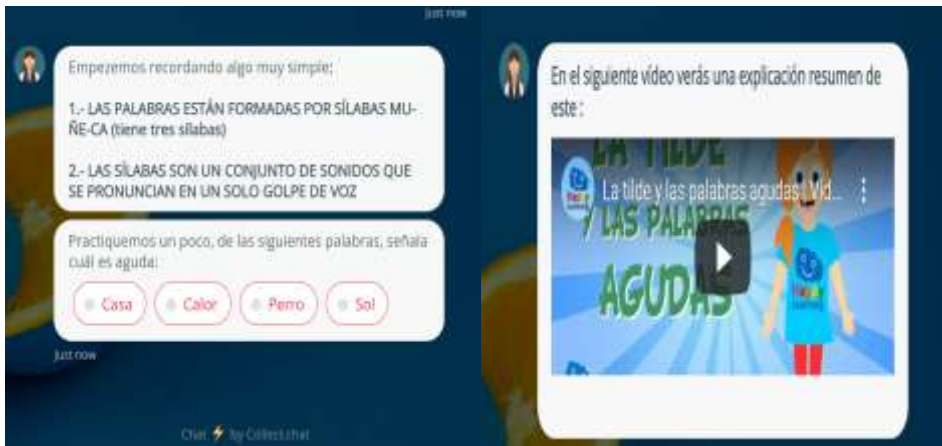 Just now
Empezemos recordando algo muy simple:
1.- LAS PALABRAS ESTÁN FORMADAS POR SÍLABAS MU-
ÑE-CA (tiene tres sílabas)
2.- LAS SÍLABAS SON UN CONJUNTO DE SONIDOS QUE
SE PRONUNCIAN EN UN SOLO GOLPE DE VOZ
Practiquemos un poco, de las siguientes palabras, señala
cuál es aguda:
Casa
Calor
Perro
Sol
Just now
Chat ⚡ by Collect.chat
En el siguiente vídeo verás una explicación resumen de
este :
LA TILDE
La tilde y las palabras agudas | Vid...
Y LAS PALABRAS
AGUDAS